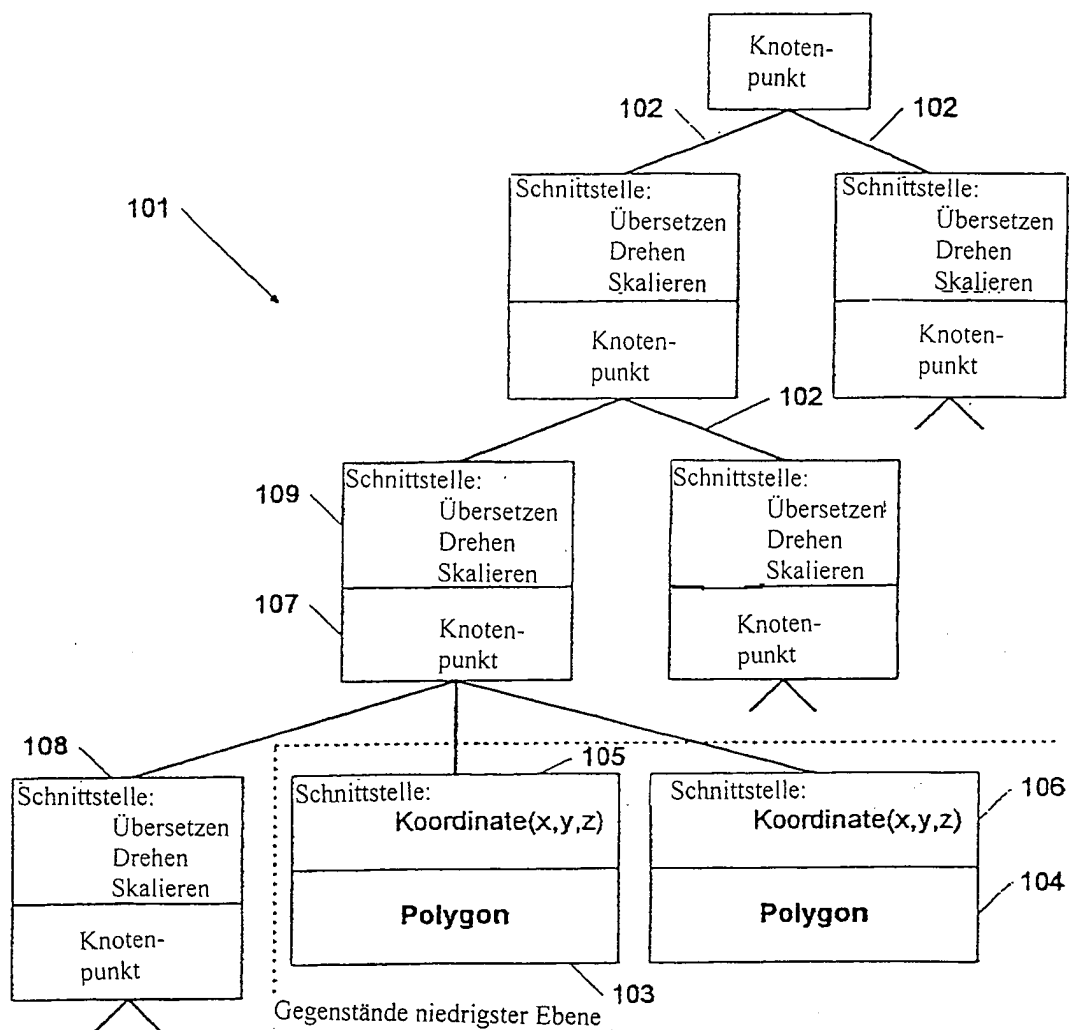 Knoten-
punkt
102
102
101
Schnittstelle:
Übersetzen
Drehen
Skalieren
Knoten-
punkt
Schnittstelle:
Übersetzen
Drehen
Skalieren
Knoten-
punkt
102
109
107
Schnittstelle:
Übersetzen
Drehen
Skalieren
Knoten-
punkt
Schnittstelle:
Übersetzen
Drehen
Skalieren
Knoten-
punkt
108
Schnittstelle:
Übersetzen
Drehen
Skalieren
Knoten-
punkt
105
Schnittstelle:
Koordinate(x,y,z)
Polygon
103
Schnittstelle:
Koordinate(x,y,z)
Polygon
106
104
Gegenstände niedrigster Ebene